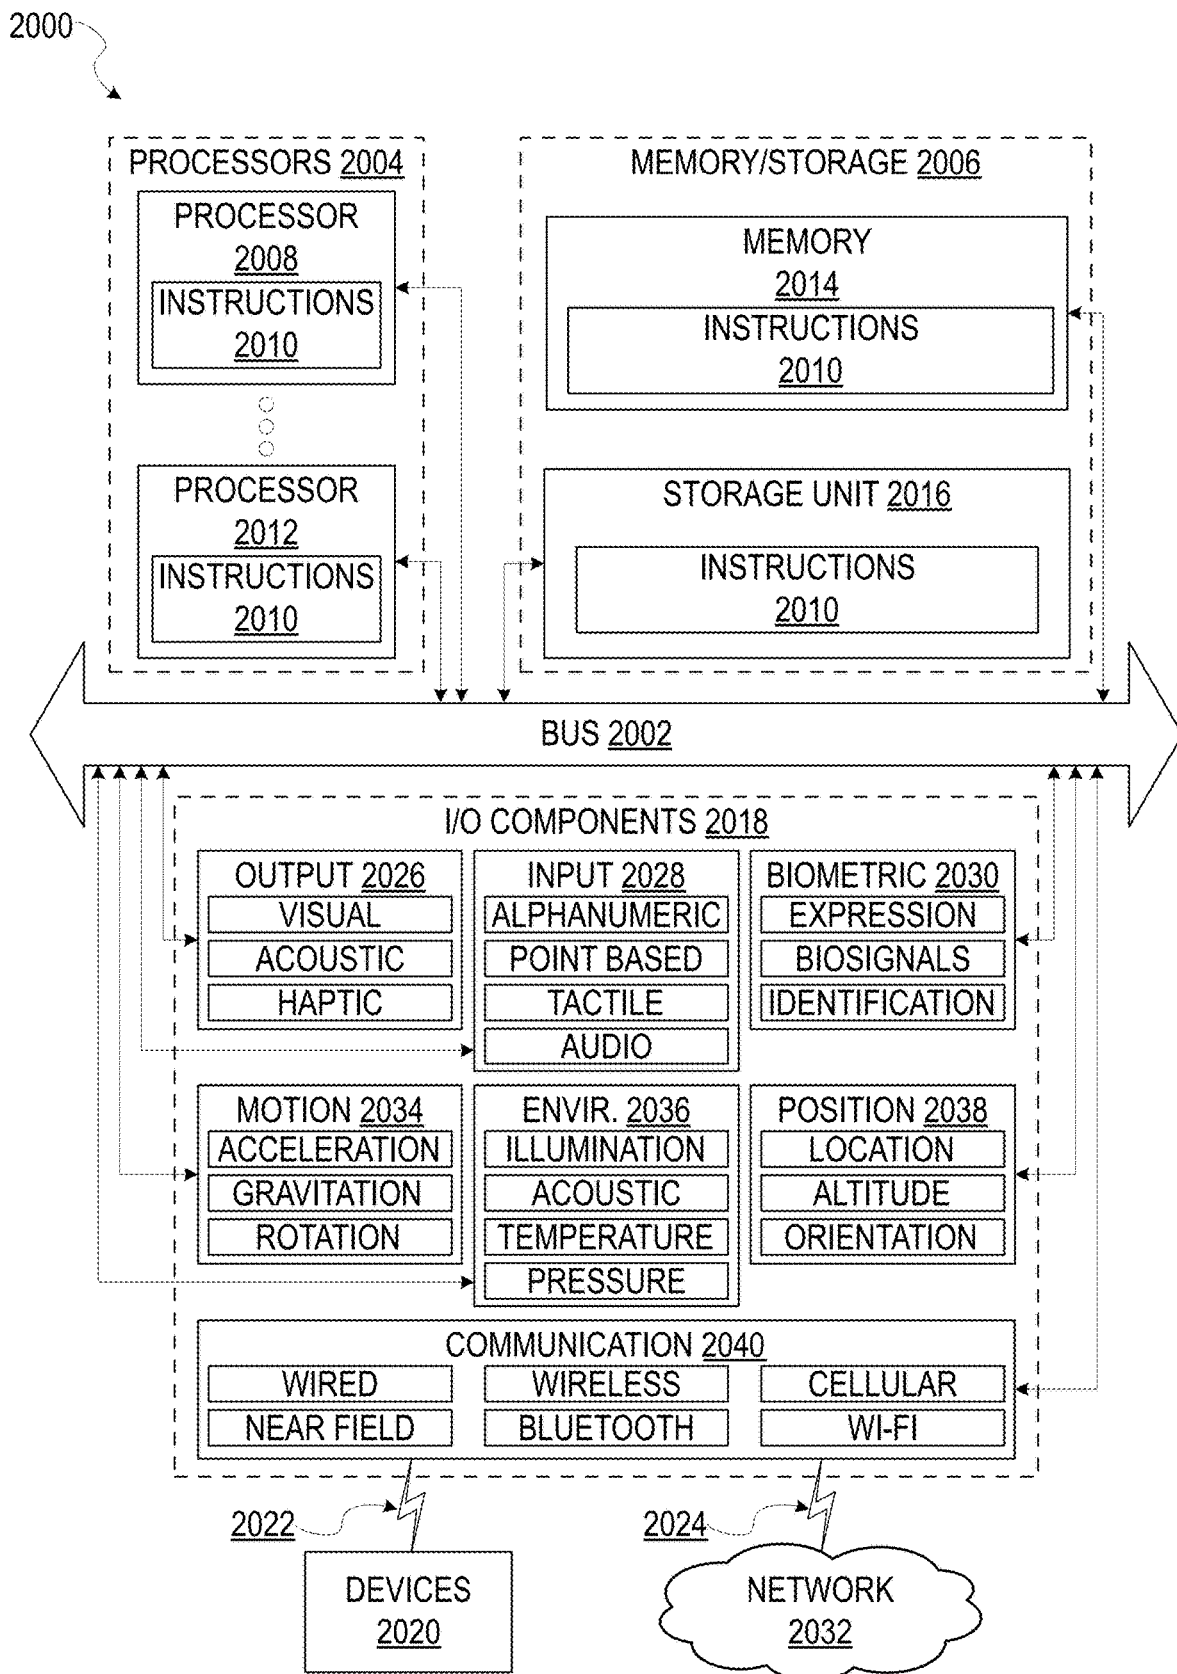 2000
PROCESSORS 2004
PROCESSOR
2008
INSTRUCTIONS
2010
PROCESSOR
2012
INSTRUCTIONS
2010
MEMORY/STORAGE 2006
MEMORY
2014
INSTRUCTIONS
2010
STORAGE UNIT 2016
INSTRUCTIONS
2010
BUS 2002
I/O COMPONENTS 2018
OUTPUT 2026
VISUAL
ACOUSTIC
HAPTIC
INPUT 2028
ALPHANUMERIC
POINT BASED
TACTILE
AUDIO
BIOMETRIC 2030
EXPRESSION
BIOSIGNALS
IDENTIFICATION
MOTION 2034
ACCELERATION
GRAVITATION
ROTATION
ENVIR. 2036
ILLUMINATION
ACOUSTIC
TEMPERATURE
PRESSURE
POSITION 2038
LOCATION
ALTITUDE
ORIENTATION
COMMUNICATION 2040
WIRED
WIRELESS
CELLULAR
NEAR FIELD
BLUETOOTH
WI-FI
2022
2024
DEVICES
2020
NETWORK
2032